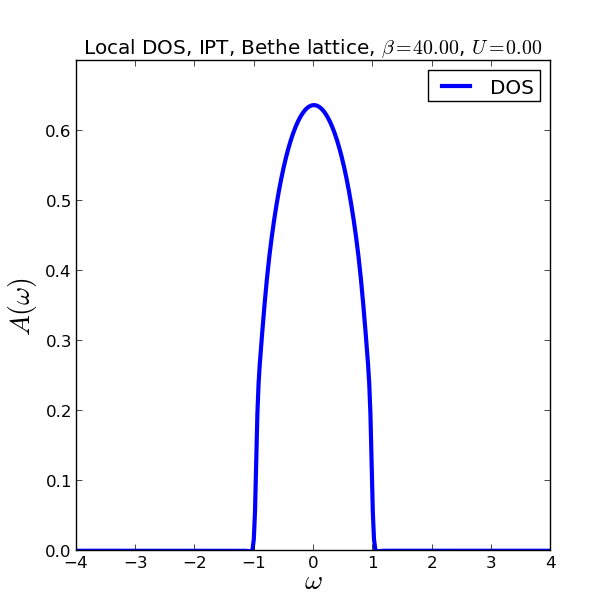 Local DOS, IPT, Bethe lattice, β=40.00, U=0.00
DOS
A(ω)
0.6
0.5
0.4
0.3
0.2
0.1
0.0
−4 −3 −2 −1 0 1 2 3 4
ω